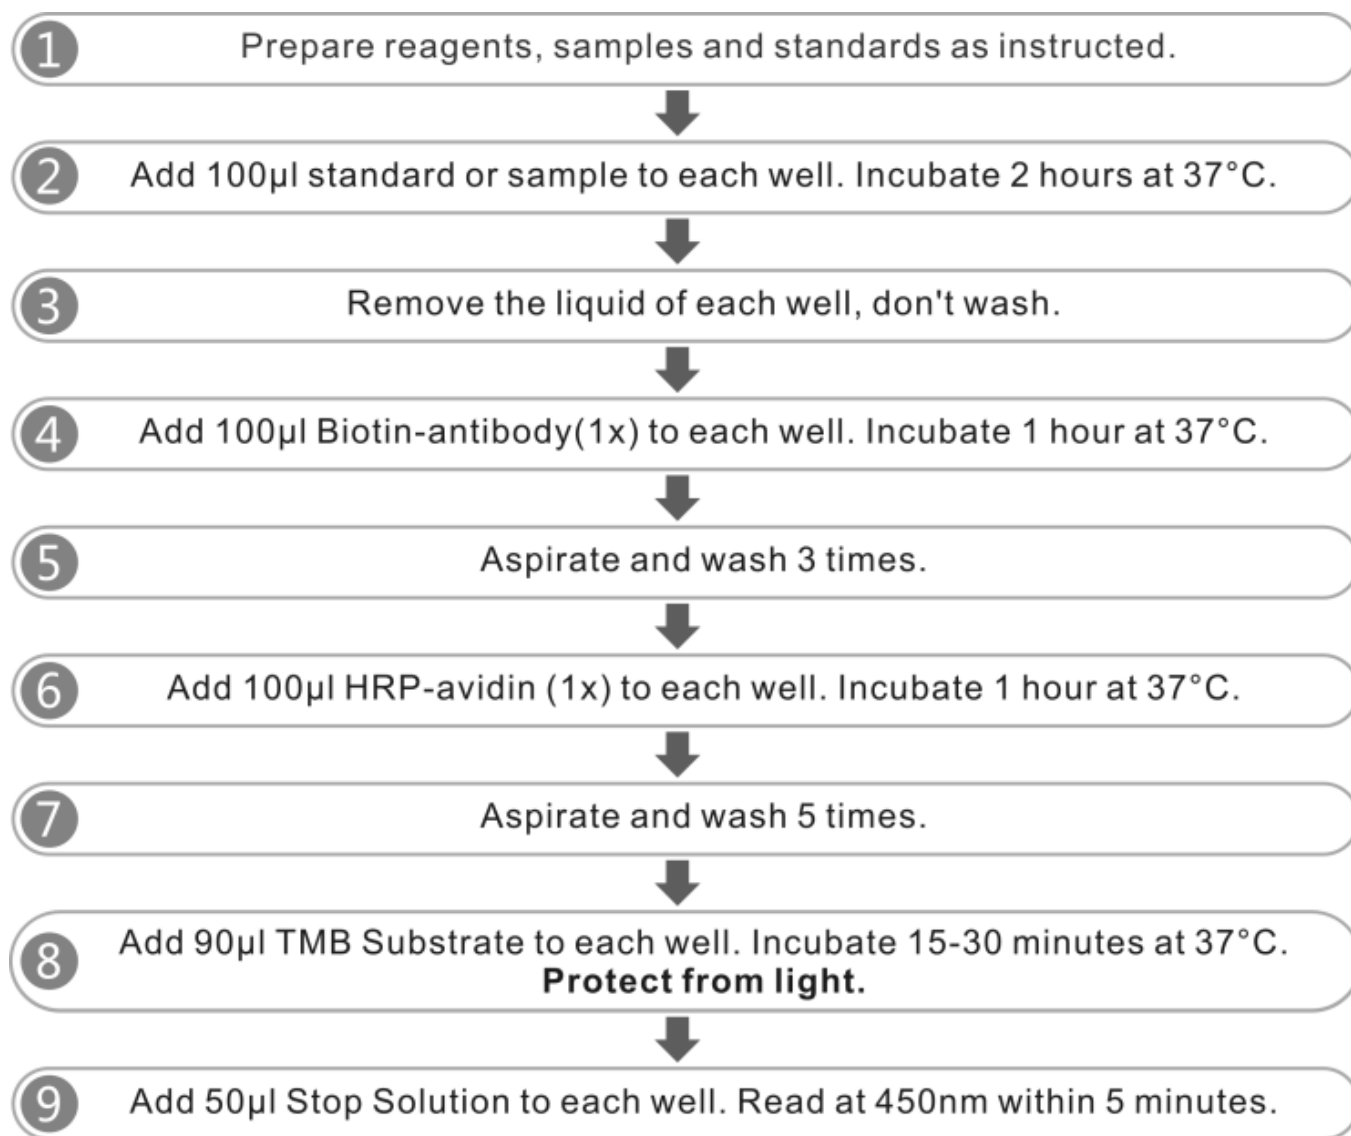 1
Prepare reagents, samples and standards as instructed.
2
Add 100µl standard or sample to each well. Incubate 2 hours at 37°C.
3
Remove the liquid of each well, don't wash.
4
Add 100µl Biotin-antibody(1x) to each well. Incubate 1 hour at 37°C.
5
Aspirate and wash 3 times.
6
Add 100µl HRP-avidin (1x) to each well. Incubate 1 hour at 37°C.
7
Aspirate and wash 5 times.
8
Add 90µl TMB Substrate to each well. Incubate 15-30 minutes at 37°C.
Protect from light.
9
Add 50µl Stop Solution to each well. Read at 450nm within 5 minutes.